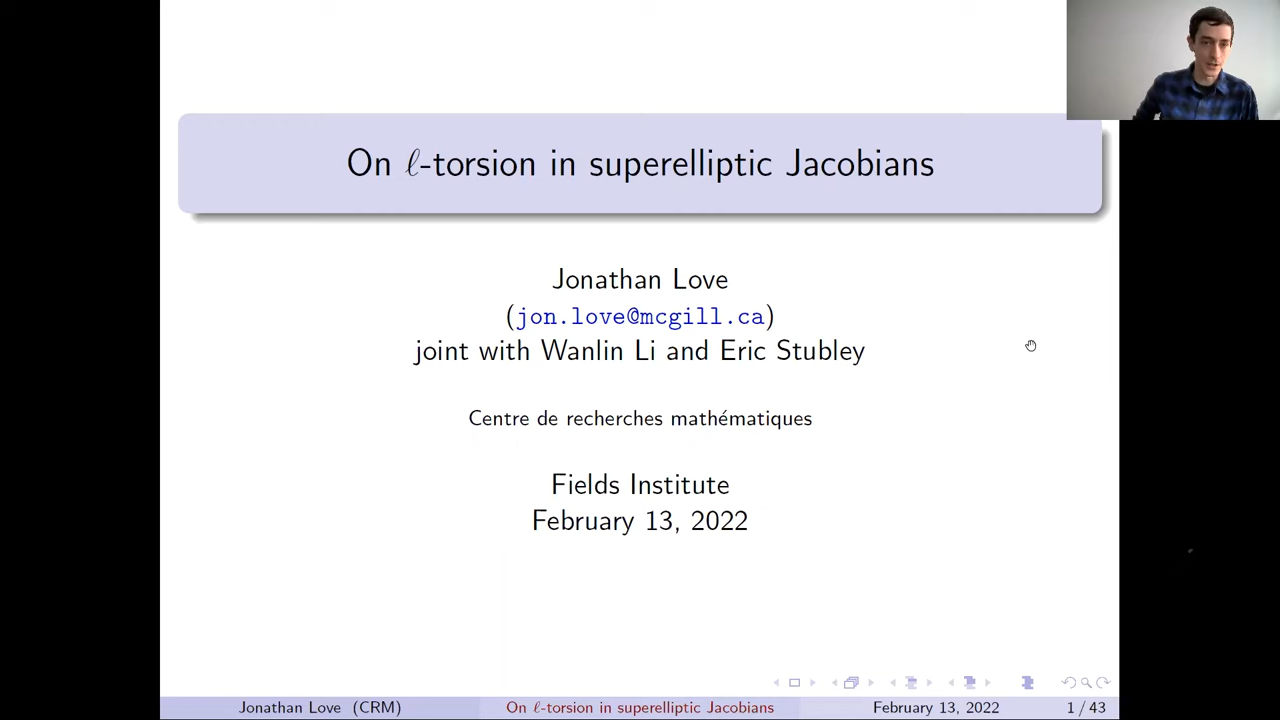 On ℓ-torsion in superelliptic Jacobians
Jonathan Love
(jon.love@mcgill.ca)
joint with Wanlin Li and Eric Stubley
Centre de recherches mathématiques
Fields Institute
February 13, 2022
Jonathan Love (CRM)
On ℓ-torsion in superelliptic Jacobians
February 13, 2022
1 / 43